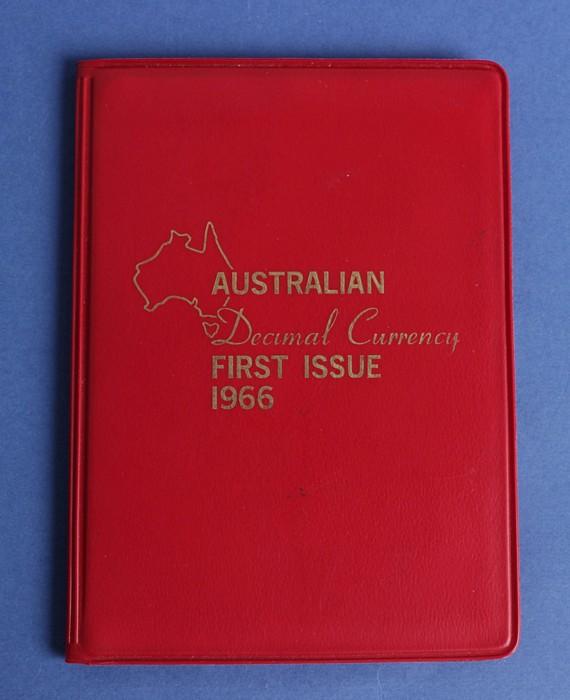 AUSTRALIAN
Decimal Currency
FIRST ISSUE
1966